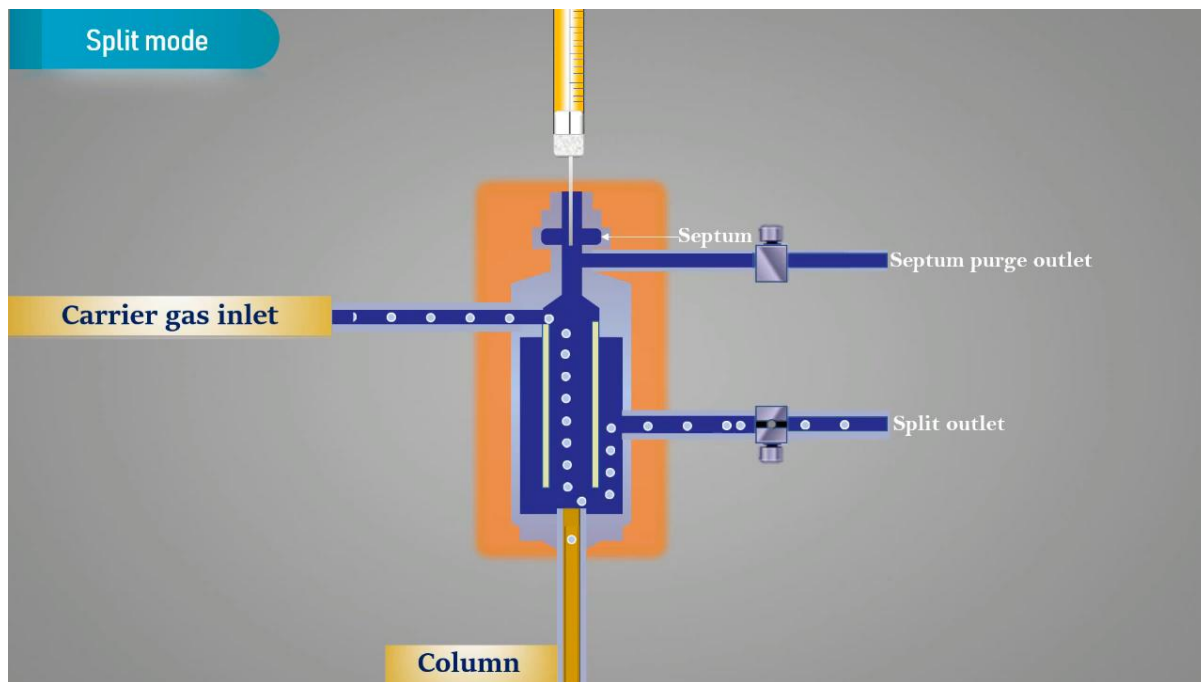 Split mode
Septum
Septum purge outlet
Carrier gas inlet
Split outlet
Column